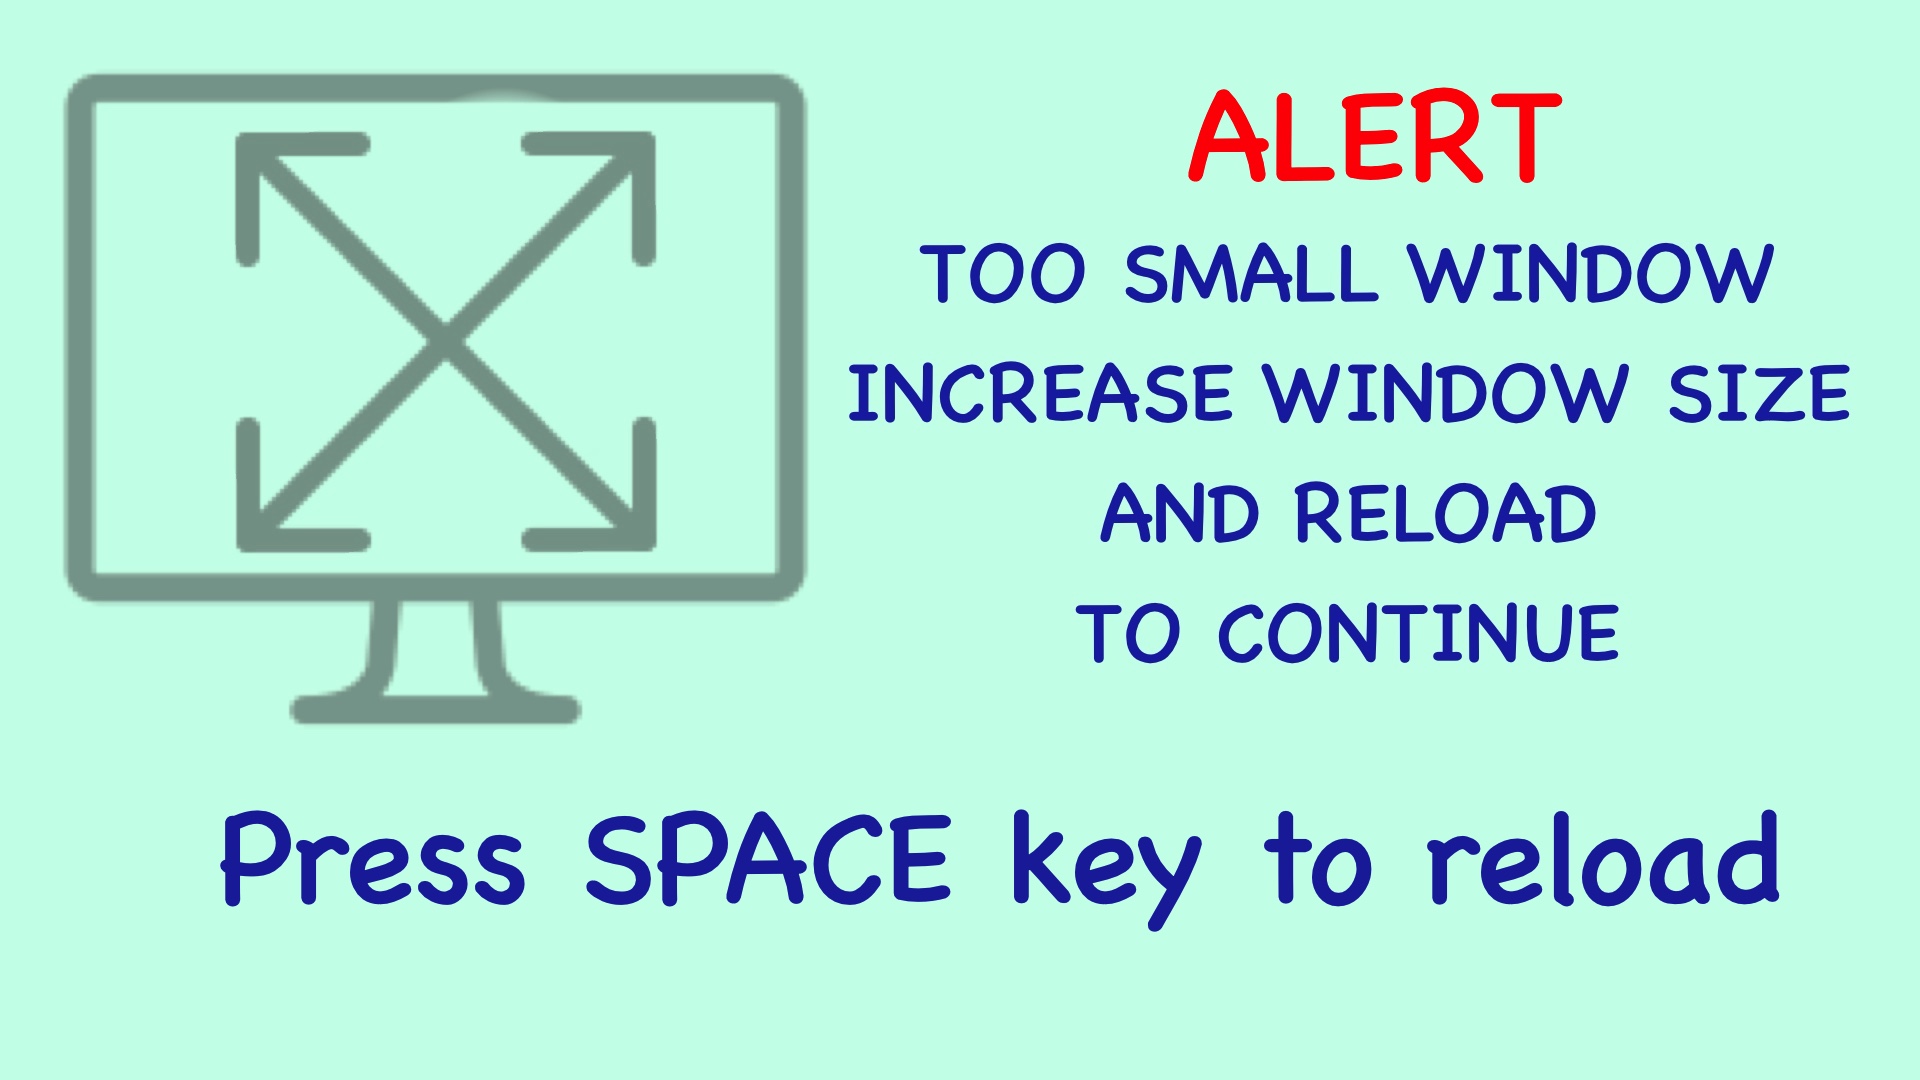 ALERT
TOO SMALL WINDOW
INCREASE WINDOW SIZE
AND RELOAD
TO CONTINUE
Press SPACE key to reload